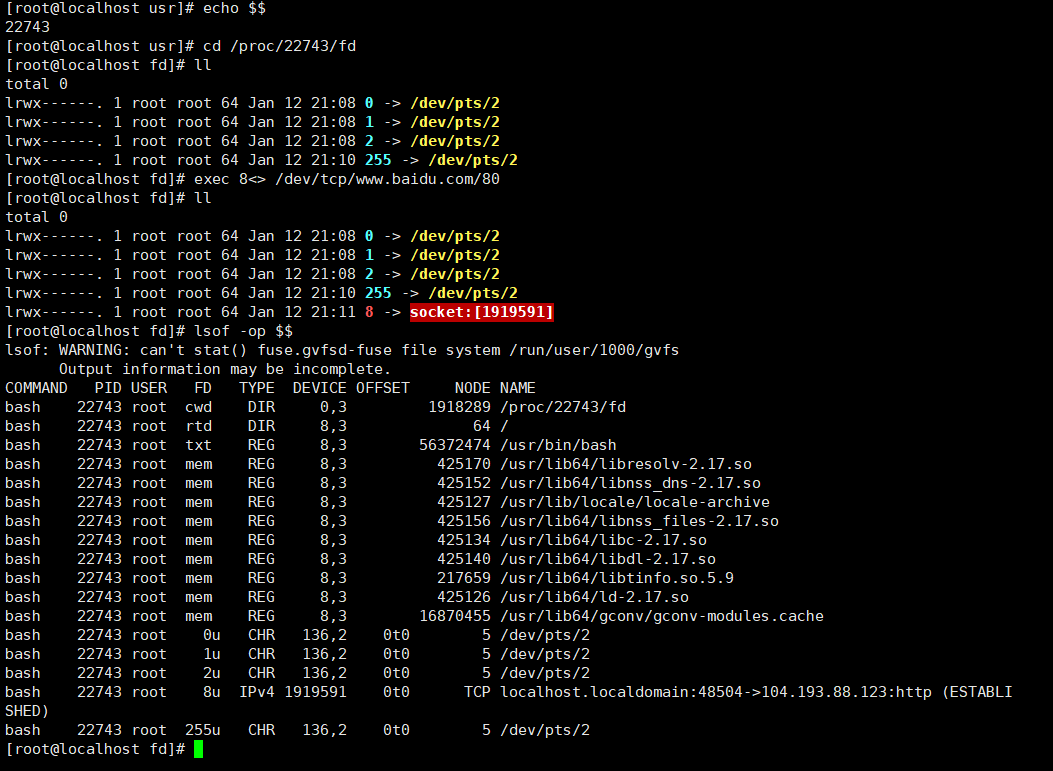 [root@localhost usr]# echo $$
22743
[root@localhost usr]# cd /proc/22743/fd
[root@localhost fd]# ll
total 0
lrwx------. 1 root root 64 Jan 12 21:08 0 -> /dev/pts/2
lrwx------. 1 root root 64 Jan 12 21:08 1 -> /dev/pts/2
lrwx------. 1 root root 64 Jan 12 21:08 2 -> /dev/pts/2
lrwx------. 1 root root 64 Jan 12 21:10 255 -> /dev/pts/2
[root@localhost fd]# exec 8<> /dev/tcp/www.baidu.com/80
[root@localhost fd]# ll
total 0
lrwx------. 1 root root 64 Jan 12 21:08 0 -> /dev/pts/2
lrwx------. 1 root root 64 Jan 12 21:08 1 -> /dev/pts/2
lrwx------. 1 root root 64 Jan 12 21:08 2 -> /dev/pts/2
lrwx------. 1 root root 64 Jan 12 21:10 255 -> /dev/pts/2
lrwx------. 1 root root 64 Jan 12 21:11 8 -> socket:[1919591]
[root@localhost fd]# lsof -op $$
lsof: WARNING: can't stat() fuse.gvfsd-fuse file system /run/user/1000/gvfs
      Output information may be incomplete.
COMMAND   PID USER   FD   TYPE  DEVICE OFFSET     NODE NAME
bash    22743 root  cwd    DIR     0,3         1918289 /proc/22743/fd
bash    22743 root  rtd    DIR     8,3              64 /
bash    22743 root  txt    REG     8,3        56372474 /usr/bin/bash
bash    22743 root  mem    REG     8,3          425170 /usr/lib64/libresolv-2.17.so
bash    22743 root  mem    REG     8,3          425152 /usr/lib64/libnss_dns-2.17.so
bash    22743 root  mem    REG     8,3          425127 /usr/lib/locale/locale-archive
bash    22743 root  mem    REG     8,3          425156 /usr/lib64/libnss_files-2.17.so
bash    22743 root  mem    REG     8,3          425134 /usr/lib64/libc-2.17.so
bash    22743 root  mem    REG     8,3          425140 /usr/lib64/libdl-2.17.so
bash    22743 root  mem    REG     8,3          217659 /usr/lib64/libtinfo.so.5.9
bash    22743 root  mem    REG     8,3          425126 /usr/lib64/ld-2.17.so
bash    22743 root  mem    REG     8,3        16870455 /usr/lib64/gconv/gconv-modules.cache
bash    22743 root    0u   CHR   136,2    0t0        5 /dev/pts/2
bash    22743 root    1u   CHR   136,2    0t0        5 /dev/pts/2
bash    22743 root    2u   CHR   136,2    0t0        5 /dev/pts/2
bash    22743 root    8u  IPv4 1919591    0t0      TCP localhost.localdomain:48504->104.193.88.123:http (ESTABLI
SHED)
bash    22743 root  255u   CHR   136,2    0t0        5 /dev/pts/2
[root@localhost fd]#